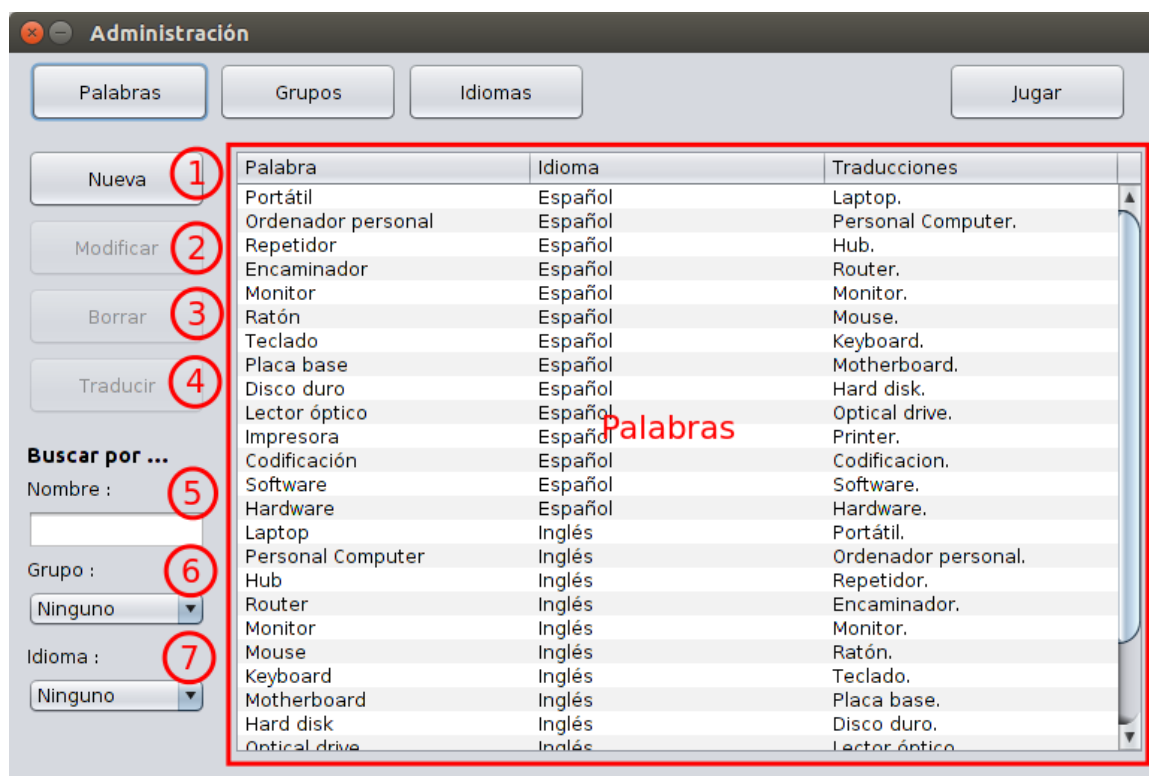 Administración
Palabras Grupos Idiomas Jugar
Nueva 1
Modificar 2
Borrar 3
Traducir 4
Buscar por ...
Nombre : 5
Grupo : 6
Ninguno
Idioma : 7
Ninguno
Palabra Idioma Traducciones
Portátil Español Laptop.
Ordenador personal Español Personal Computer.
Repetidor Español Hub.
Encaminador Español Router.
Monitor Español Monitor.
Ratón Español Mouse.
Teclado Español Keyboard.
Placa base Español Motherboard.
Disco duro Español Hard disk.
Lector óptico Español Optical drive.
Palabras
Impresora Español Printer.
Codificación Español Codificacion.
Software Español Software.
Hardware Español Hardware.
Laptop Inglés Portátil.
Personal Computer Inglés Ordenador personal.
Hub Inglés Repetidor.
Router Inglés Encaminador.
Monitor Inglés Monitor.
Mouse Inglés Ratón.
Keyboard Inglés Teclado.
Motherboard Inglés Placa base.
Hard disk Inglés Disco duro.
Optical drive Inglés Lector óptico